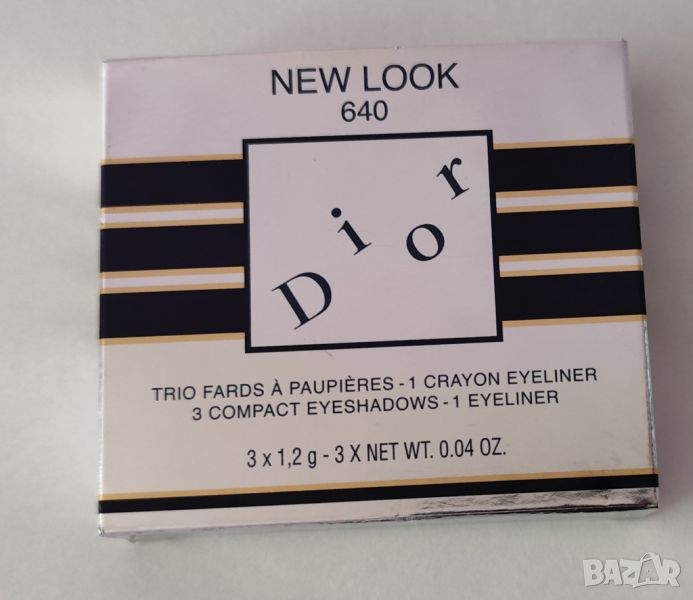 NEW LOOK
640
Dior
TRIO FARDS À PAUPIÈRES - 1 CRAYON EYELINER
3 COMPACT EYESHADOWS - 1 EYELINER
3 x 1,2 g - 3 X NET WT. 0.04 OZ.
BAZAR